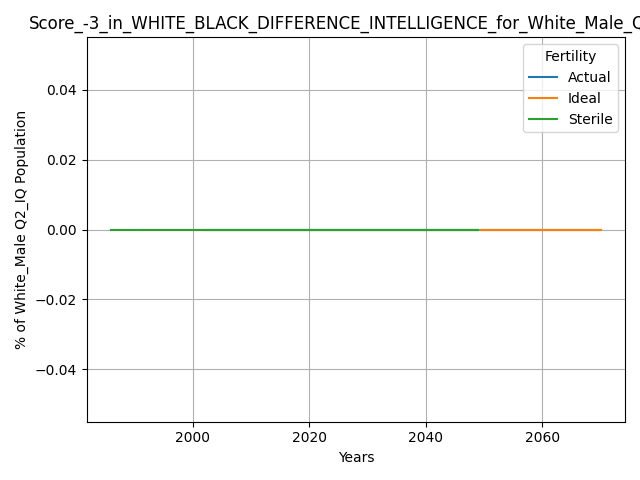 Score_-3_in_WHITE_BLACK_DIFFERENCE_INTELLIGENCE_for_White_Male_Q
Fertility
Actual
Ideal
Sterile
% of White_Male Q2_IQ Population
0.04
0.02
0.00
−0.02
−0.04
2000 2020 2040 2060
Years